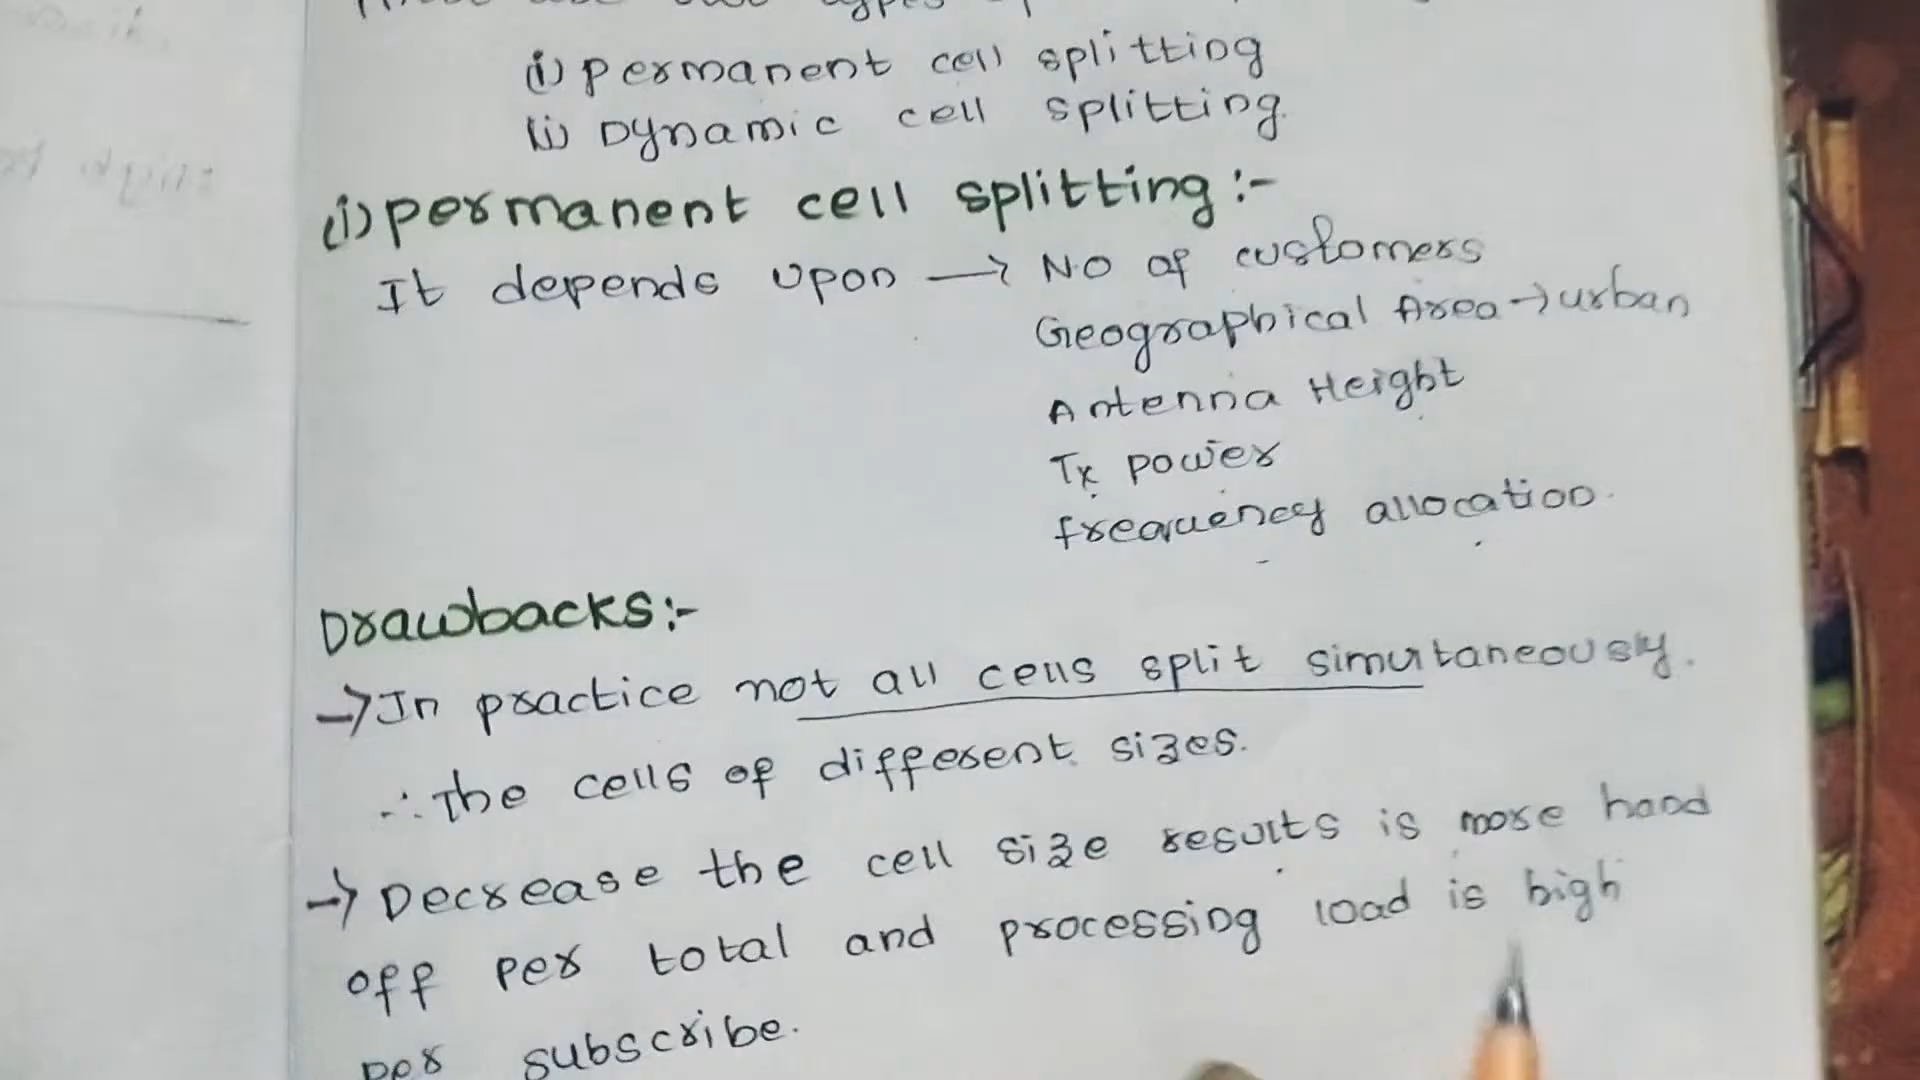 types of
(i) permanent cell splitting
(ii) Dynamic cell splitting.
(i) permanent cell splitting :-
It depends upon → N.O of customers
Geographical Area → urban
Antenna Height
Tx power
frequency allocation.
Drawbacks :-
→ In practice not all cells split simultaneously.
∴ The cells of different sizes.
→ Decrease the cell size results is more hand
off per total and processing load is high
per subscribe.